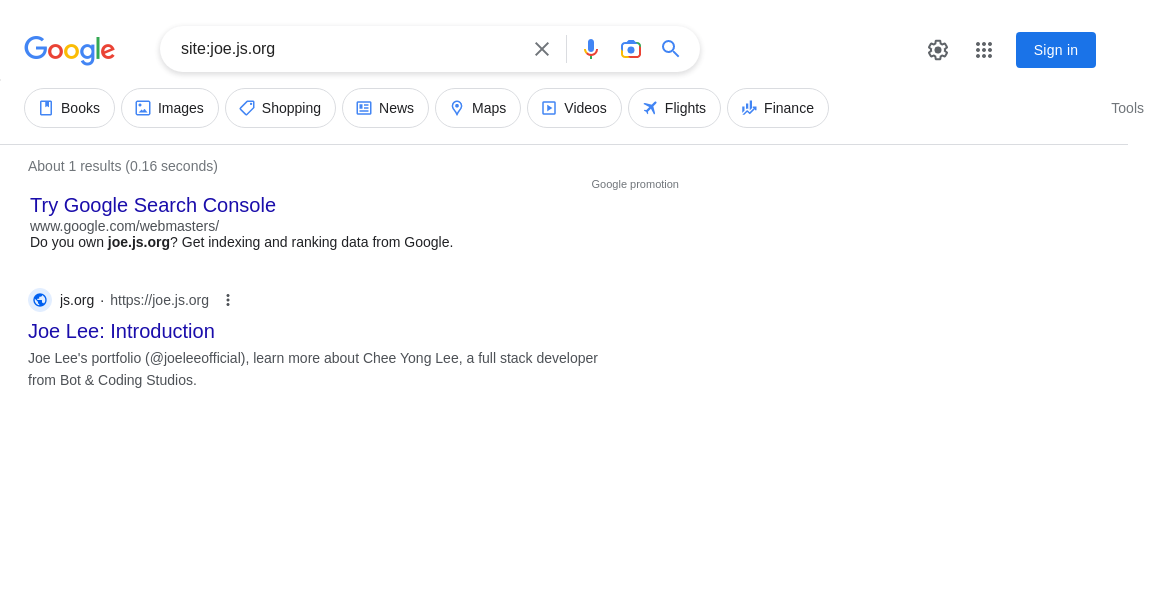 Google
site:joe.js.org
Sign in
Books
Images
Shopping
News
Maps
Videos
Flights
Finance
Tools
About 1 results (0.16 seconds)
Google promotion
Try Google Search Console
www.google.com/webmasters/
Do you own joe.js.org? Get indexing and ranking data from Google.
js.org · https://joe.js.org
Joe Lee: Introduction
Joe Lee's portfolio (@joeleeofficial), learn more about Chee Yong Lee, a full stack developer
from Bot & Coding Studios.